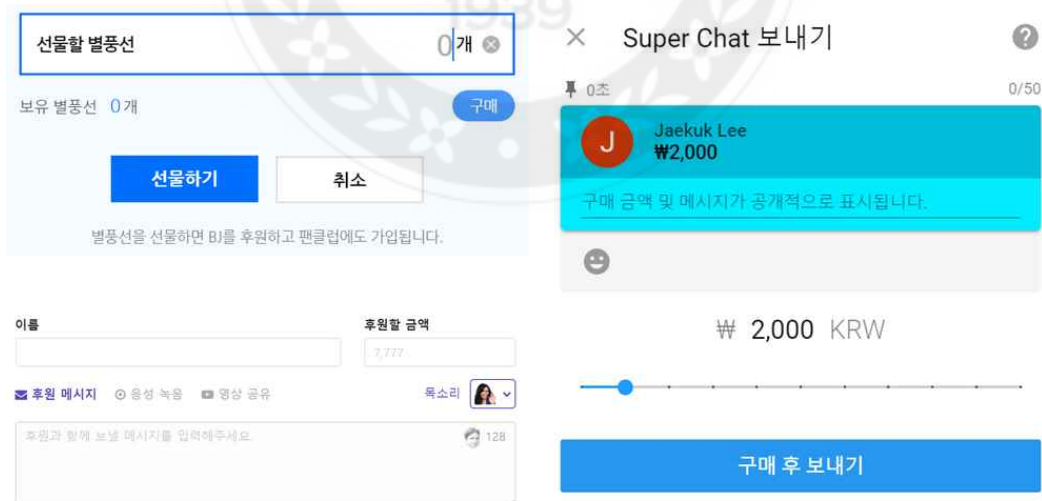 1939
선물할 별풍선
0개
보유 별풍선 0개
구매
선물하기
취소
별풍선을 선물하면 BJ를 후원하고 팬클럽에도 가입됩니다.
이름
후원할 금액
7,777
후원 메시지
음성 녹음
영상 공유
목소리
후원과 함께 보낼 메시지를 입력해주세요.
128
Super Chat 보내기
0초
0/50
J
Jaekuk Lee
₩2,000
구매 금액 및 메시지가 공개적으로 표시됩니다.
₩ 2,000 KRW
구매 후 보내기